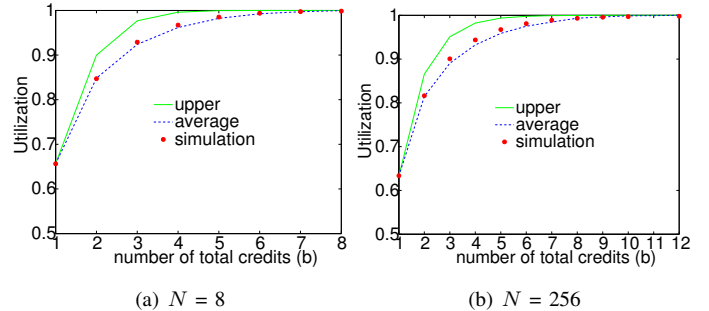 1
0.9
0.8
0.7
0.6
0.5
Utilization
upper
average
simulation
1 2 3 4 5 6 7 8
number of total credits (b)
(a) N = 8
1
0.9
0.8
0.7
0.6
0.5
Utilization
upper
average
simulation
1 2 3 4 5 6 7 8 9 10 11 12
number of total credits (b)
(b) N = 256